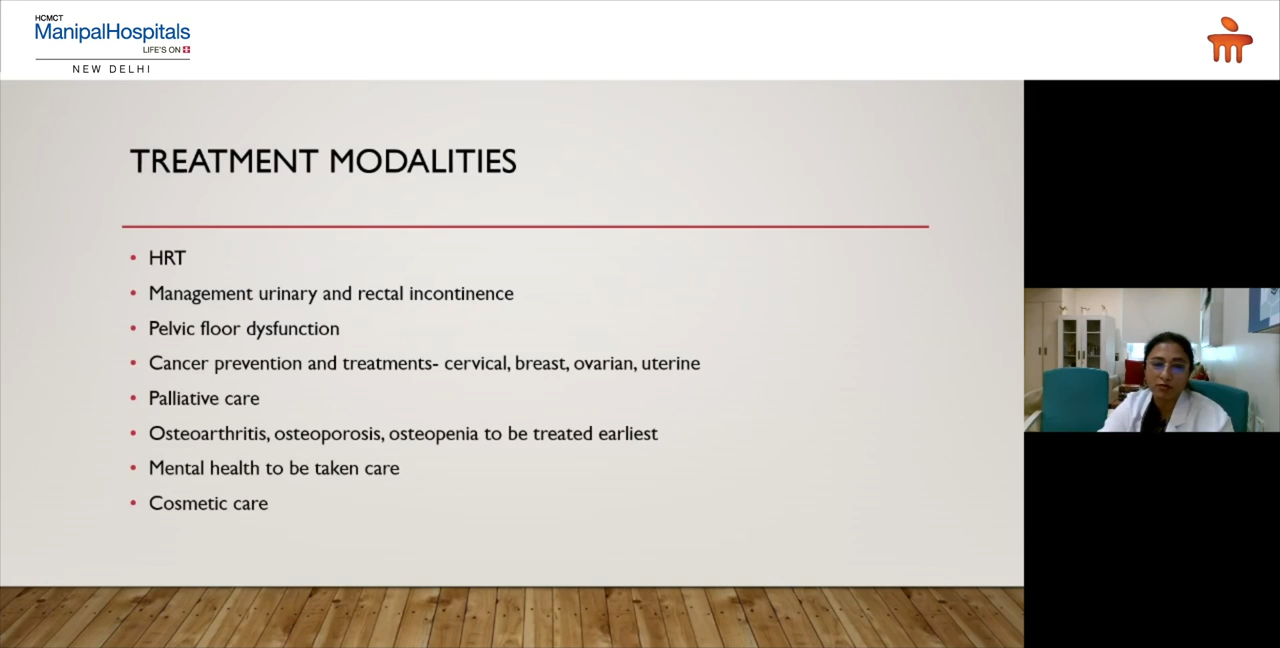 HCMCT
ManipalHospitals
LIFE'S ON
NEW DELHI
TREATMENT MODALITIES
• HRT
• Management urinary and rectal incontinence
• Pelvic floor dysfunction
• Cancer prevention and treatments- cervical, breast, ovarian, uterine
• Palliative care
• Osteoarthritis, osteoporosis, osteopenia to be treated earliest
• Mental health to be taken care
• Cosmetic care